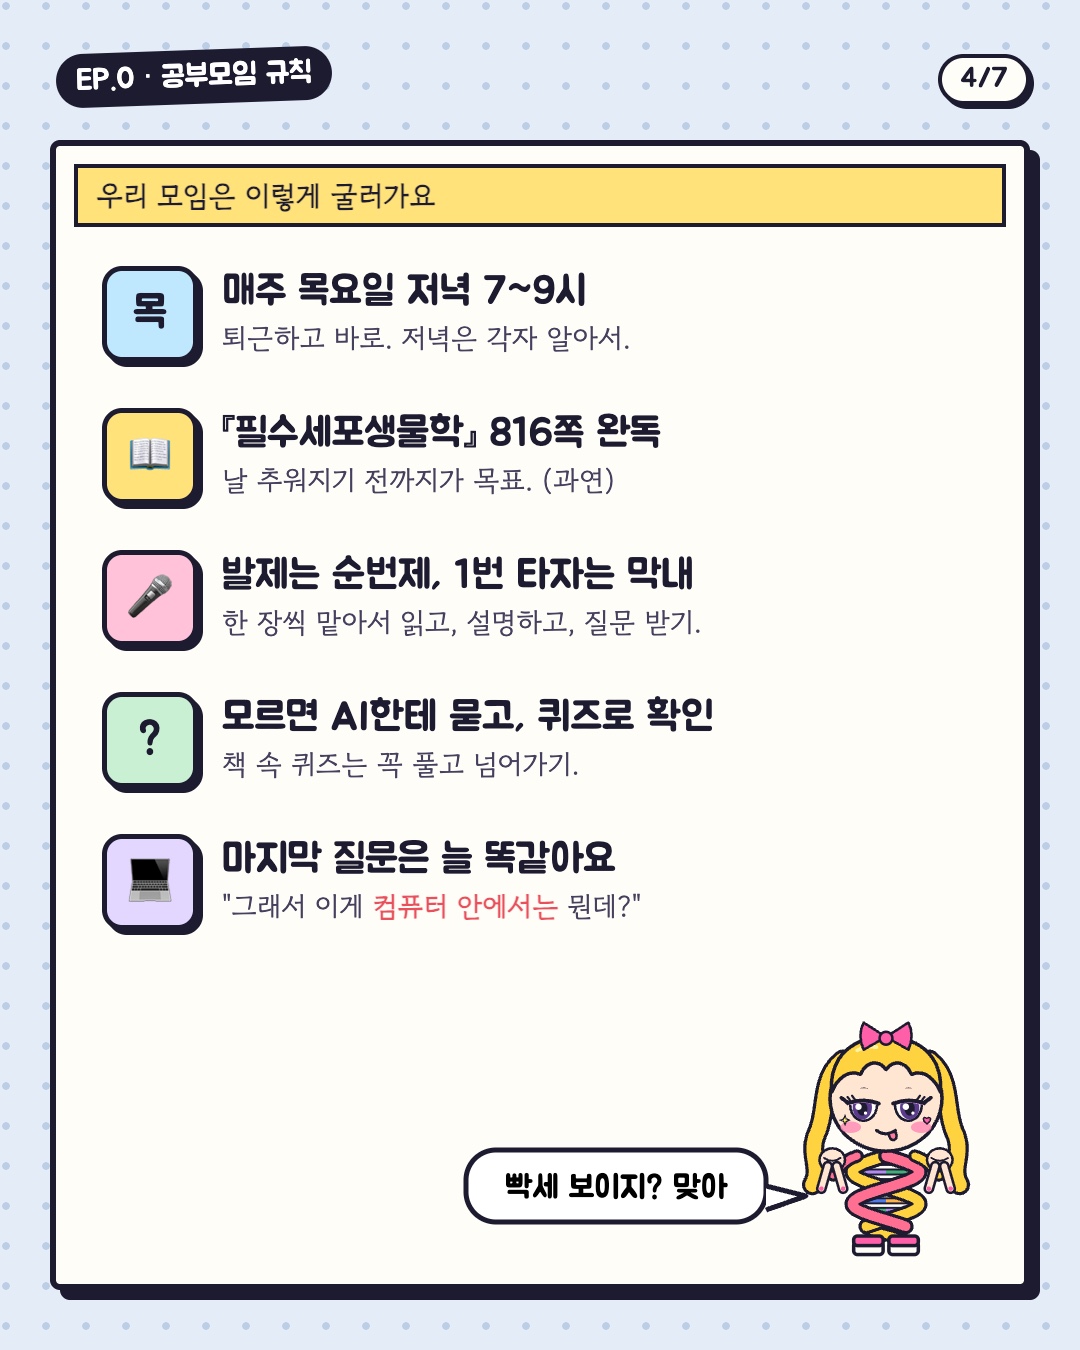 EP.0 · 공부모임 규칙
4/7
우리 모임은 이렇게 굴러가요
목
매주 목요일 저녁 7~9시
퇴근하고 바로. 저녁은 각자 알아서.
『필수세포생물학』 816쪽 완독
날 추워지기 전까지가 목표. (과연)
발제는 순번제, 1번 타자는 막내
한 장씩 맡아서 읽고, 설명하고, 질문 받기.
?
모르면 AI한테 묻고, 퀴즈로 확인
책 속 퀴즈는 꼭 풀고 넘어가기.
마지막 질문은 늘 똑같아요
"그래서 이게 컴퓨터 안에서는 뭔데?"
빡세 보이지? 맞아